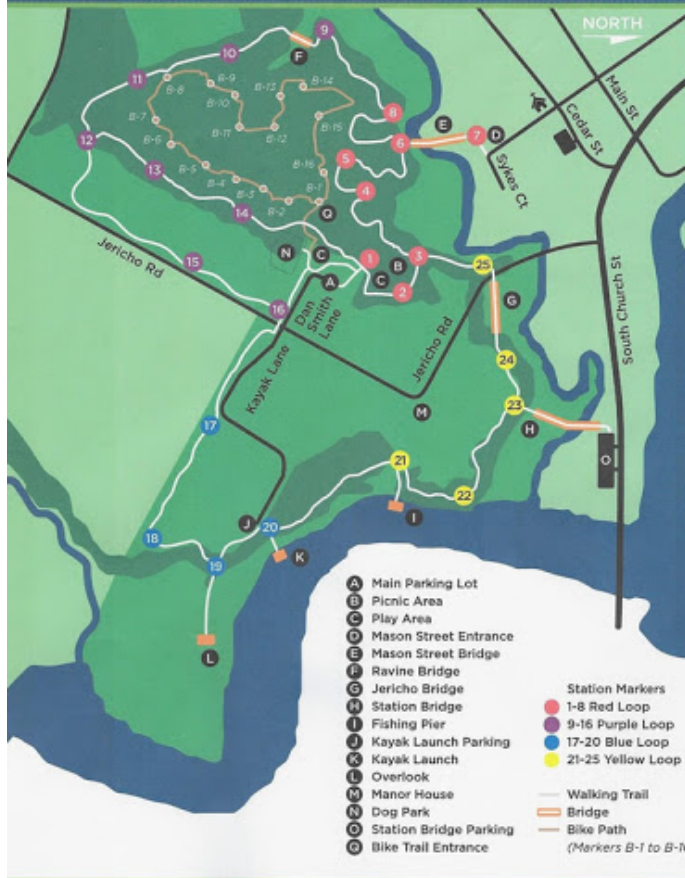 NORTH
9
10
F
Main St
11
B-8
B-9
B-14
B-13
B-10
8
E
7
D
Cedar St
B-7
B-11
B-12
B-15
12
B-6
6
Sykes Ct
13
B-5
5
B-16
B-4
4
B-3
B-1
14
B-2
Q
Jericho Rd
N
C
1
B
3
25
15
A
C
2
G
South Church St
16
Dan
Smith
Lane
Jericho Rd
24
Kayak Lane
23
M
H
17
O
21
22
I
J
20
18
K
19
L
A Main Parking Lot
B Picnic Area
C Play Area
D Mason Street Entrance
E Mason Street Bridge
F Ravine Bridge
G Jericho Bridge
H Station Bridge
I Fishing Pier
J Kayak Launch Parking
K Kayak Launch
L Overlook
M Manor House
N Dog Park
O Station Bridge Parking
Q Bike Trail Entrance
Station Markers
1-8 Red Loop
9-16 Purple Loop
17-20 Blue Loop
21-25 Yellow Loop
Walking Trail
Bridge
Bike Path
(Markers B-1 to B-16